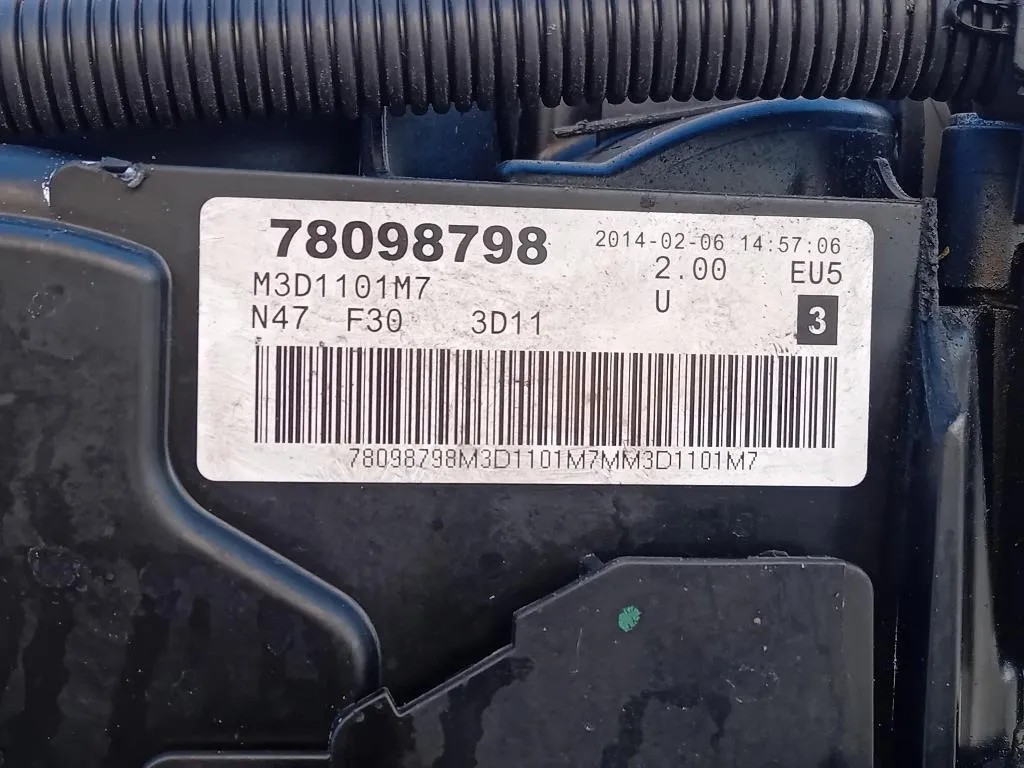 78098798 2014-02-06 14:57:06
M3D1101M7 2.00 EU5
N47 F30 3D11 U 3
78098798M3D1101M7MM3D1101M7